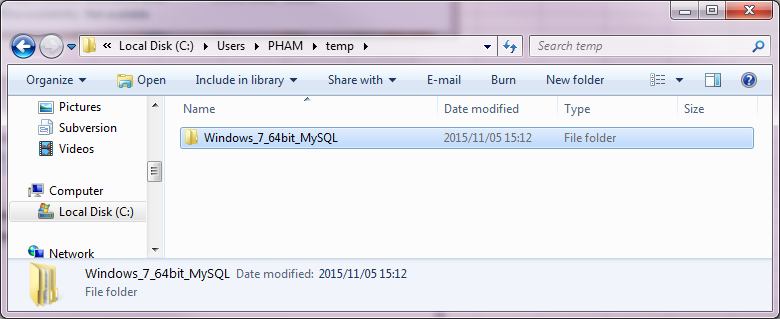 « Local Disk (C:) ▸ Users ▸ PHAM ▸ temp ▸
Search temp
Organize ▾ Open Include in library ▾ Share with ▾ E-mail Burn New folder
Pictures
Subversion
Videos
Computer
Local Disk (C:)
Network
Name Date modified Type Size
Windows_7_64bit_MySQL 2015/11/05 15:12 File folder
Windows_7_64bit_MySQL Date modified: 2015/11/05 15:12
File folder